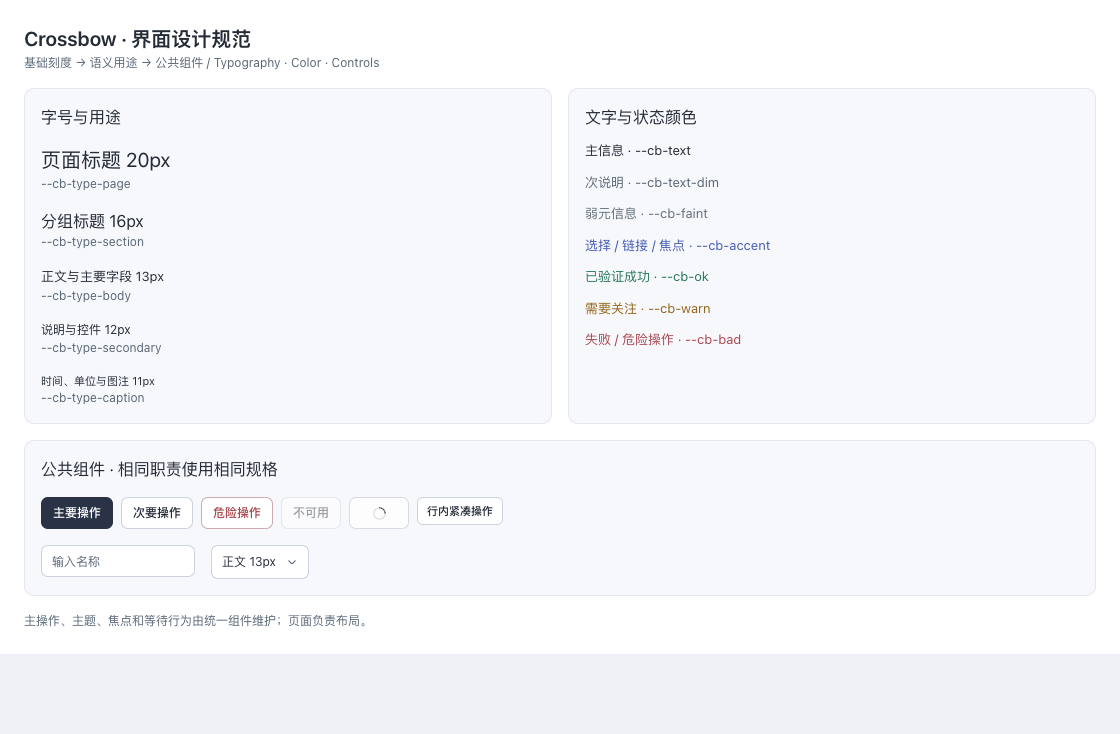 Crossbow · 界面设计规范
基础刻度 → 语义用途 → 公共组件 / Typography · Color · Controls
字号与用途
页面标题 20px
--cb-type-page
分组标题 16px
--cb-type-section
正文与主要字段 13px
--cb-type-body
说明与控件 12px
--cb-type-secondary
时间、单位与图注 11px
--cb-type-caption
文字与状态颜色
主信息 · --cb-text
次说明 · --cb-text-dim
弱元信息 · --cb-faint
选择 / 链接 / 焦点 · --cb-accent
已验证成功 · --cb-ok
需要关注 · --cb-warn
失败 / 危险操作 · --cb-bad
公共组件 · 相同职责使用相同规格
主要操作 次要操作 危险操作 不可用 行内紧凑操作
输入名称 正文 13px
主操作、主题、焦点和等待行为由统一组件维护；页面负责布局。